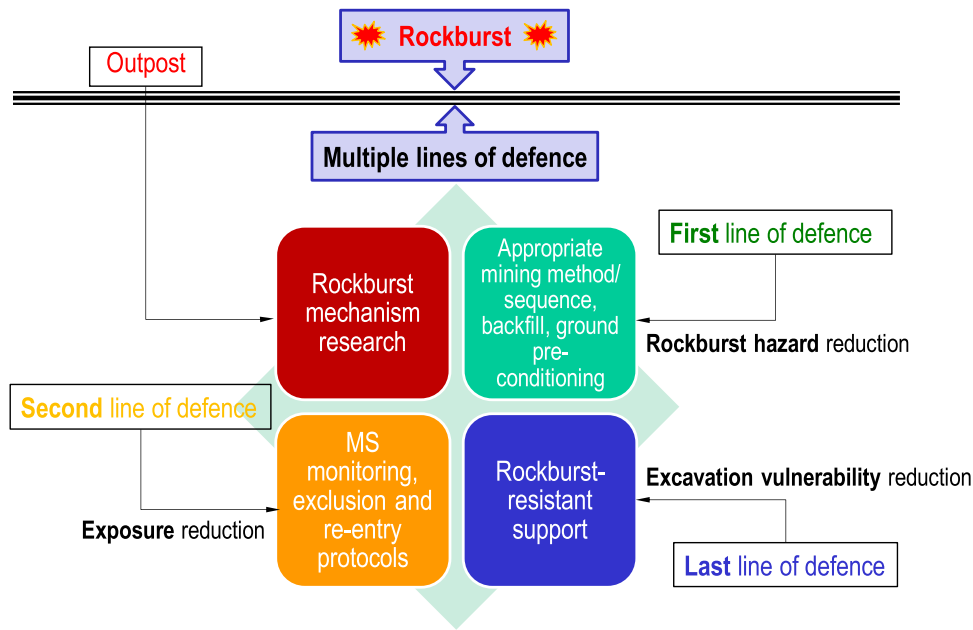 Rockburst
Outpost
Multiple lines of defence
First line of defence
Rockburst
mechanism
research
Appropriate
mining method/
sequence,
backfill, ground
pre-
conditioning
Rockburst hazard reduction
Second line of defence
MS
monitoring,
exclusion and
re-entry
protocols
Rockburst-
resistant
support
Excavation vulnerability reduction
Exposure reduction
Last line of defence